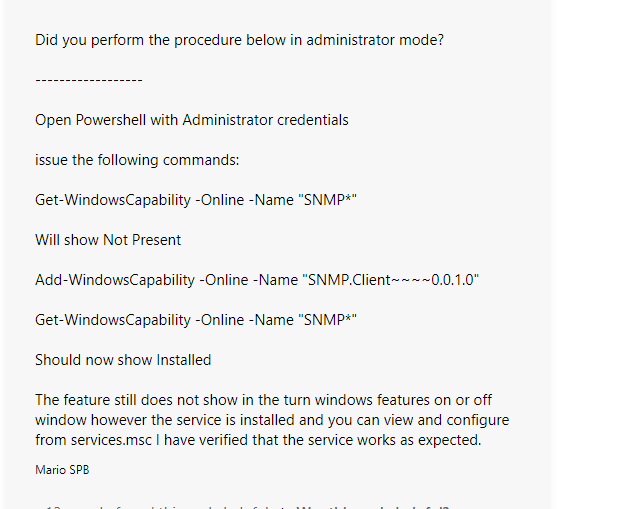 Did you perform the procedure below in administrator mode?
------------------
Open Powershell with Administrator credentials
issue the following commands:
Get-WindowsCapability -Online -Name "SNMP*"
Will show Not Present
Add-WindowsCapability -Online -Name "SNMP.Client~~~~0.0.1.0"
Get-WindowsCapability -Online -Name "SNMP*"
Should now show Installed
The feature still does not show in the turn windows features on or off
window however the service is installed and you can view and configure
from services.msc I have verified that the service works as expected.
Mario SPB